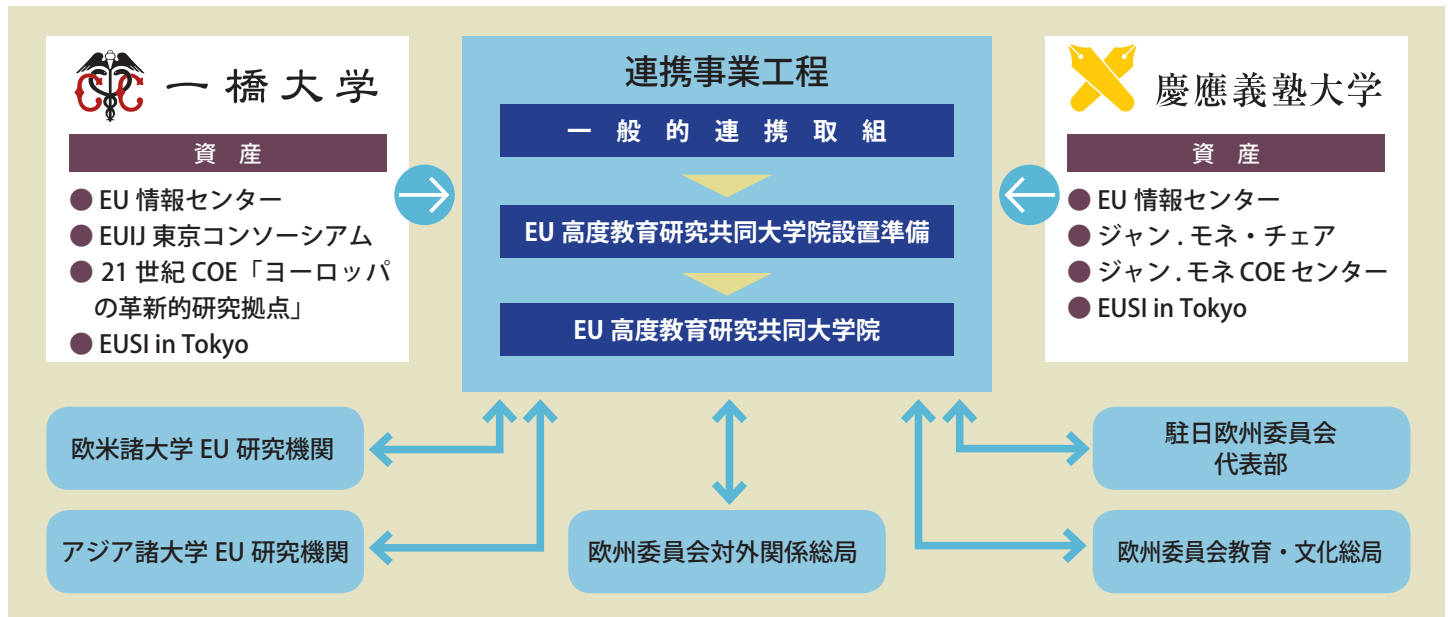 一橋大学
資 産
● EU 情報センター
● EUIJ 東京コンソーシアム
● 21 世紀 COE「ヨーロッパ
の革新的研究拠点」
● EUSI in Tokyo
連携事業工程
一 般 的 連 携 取 組
EU 高度教育研究共同大学院設置準備
EU 高度教育研究共同大学院
慶應義塾大学
資 産
● EU 情報センター
● ジャン . モネ・チェア
● ジャン . モネ COE センター
● EUSI in Tokyo
欧米諸大学 EU 研究機関
アジア諸大学 EU 研究機関
欧州委員会対外関係総局
駐日欧州委員会
代表部
欧州委員会教育・文化総局